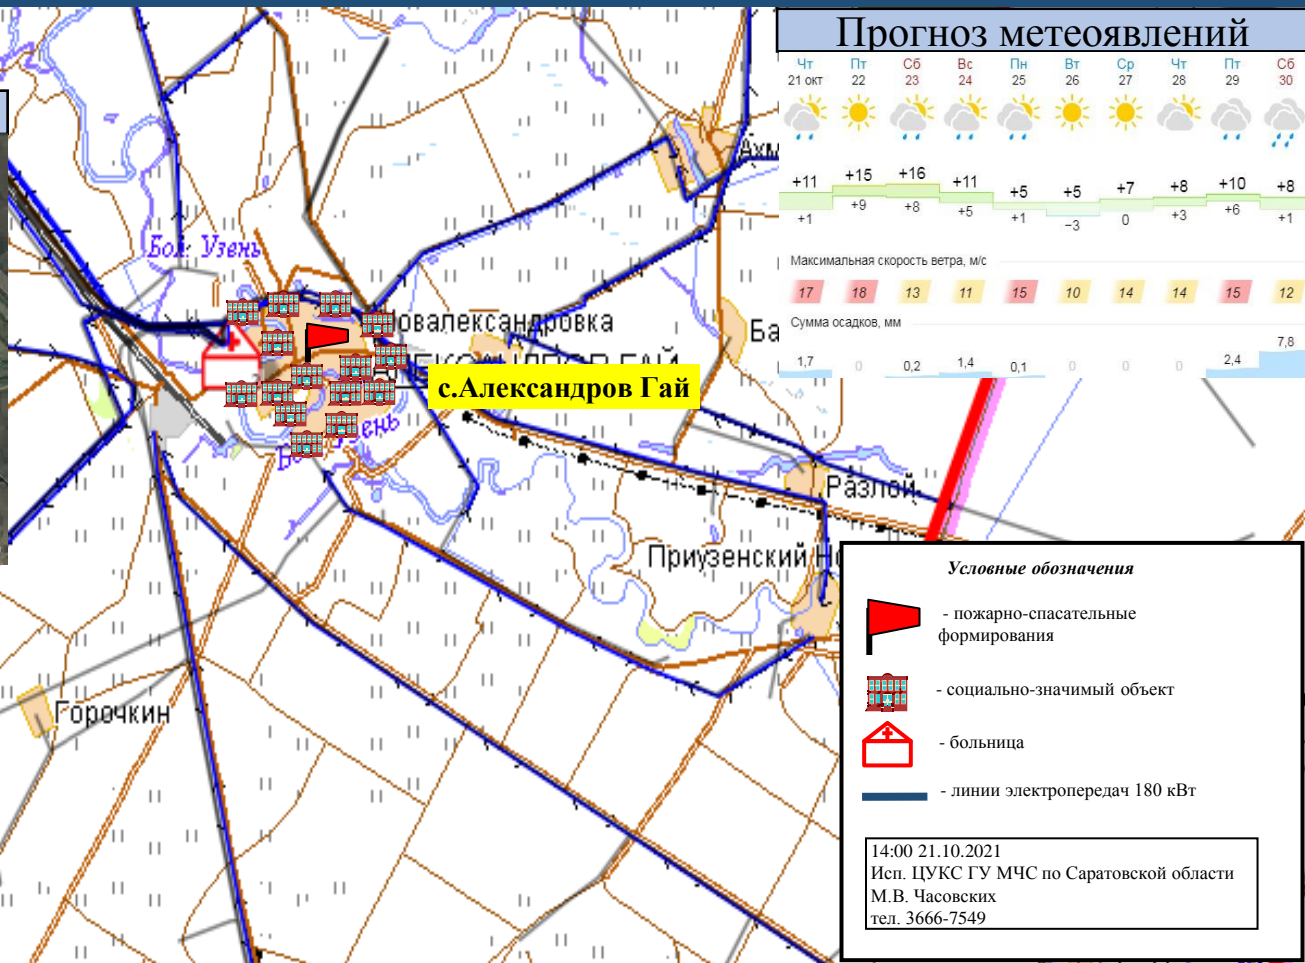 Прогноз метеоявлений
Чт Пт Сб Вс Пн Вт Ср Чт Пт Сб
21 окт 22 23 24 25 26 27 28 29 30
+11 +15 +16 +11 +5 +5 +7 +8 +10 +8
+1 +9 +8 +5 +1 −3 0 +3 +6 +1
Максимальная скорость ветра, м/с
17 18 13 11 15 10 14 14 15 12
Сумма осадков, мм
1,7 0 0,2 1,4 0,1 0 0 0 2,4 7,8
Ахм
Бол. Узень
Новалександровка
Ба
с.Александров Гай
Разлой
Приузенский
Горочкин
Условные обозначения
- пожарно-спасательные
формирования
- социально-значимый объект
- больница
- линии электропередач 180 кВт
14:00 21.10.2021
Исп. ЦУКС ГУ МЧС по Саратовской области
М.В. Часовских
тел. 3666-7549